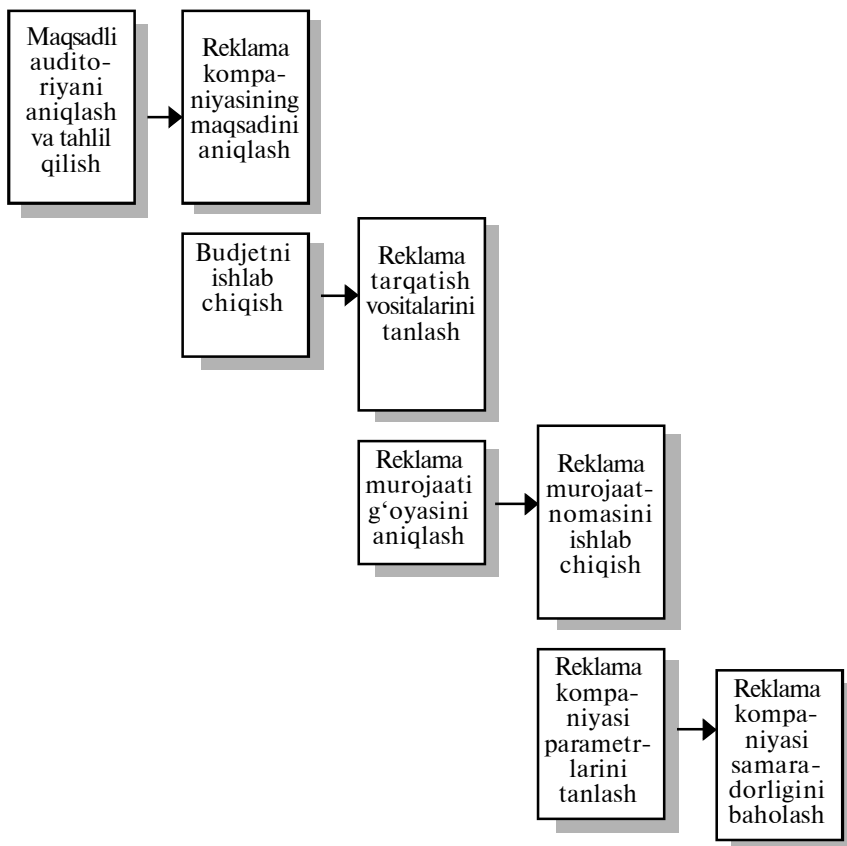 Maqsadli
audito-
riyani
aniqlash
va tahlil
qilish
Reklama
kompa-
niyasining
maqsadini
aniqlash
Budjetni
ishlab
chiqish
Reklama
tarqatish
vositalarini
tanlash
Reklama
murojaati
g‘oyasini
aniqlash
Reklama
murojaat-
nomasini
ishlab
chiqish
Reklama
kompa-
niyasi
parametr-
larini
tanlash
Reklama
kompa-
niyasi
samara-
dorligini
baholash